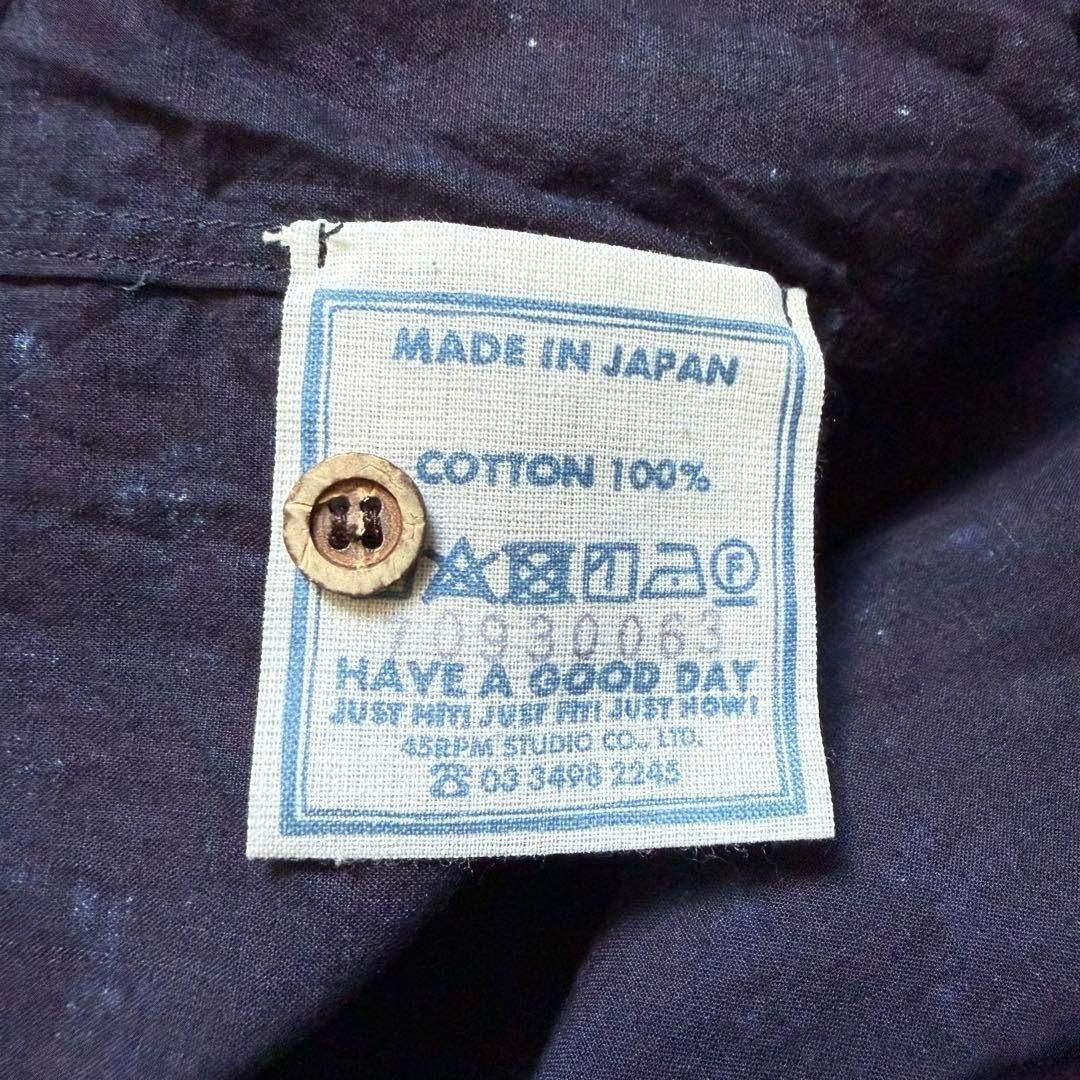 MADE IN JAPAN
COTTON 100%
F
70930063
HAVE A GOOD DAY
JUST HIT! JUST FIT! JUST NOW!
45RPM STUDIO CO., LTD.
☎ 03 3498 2245